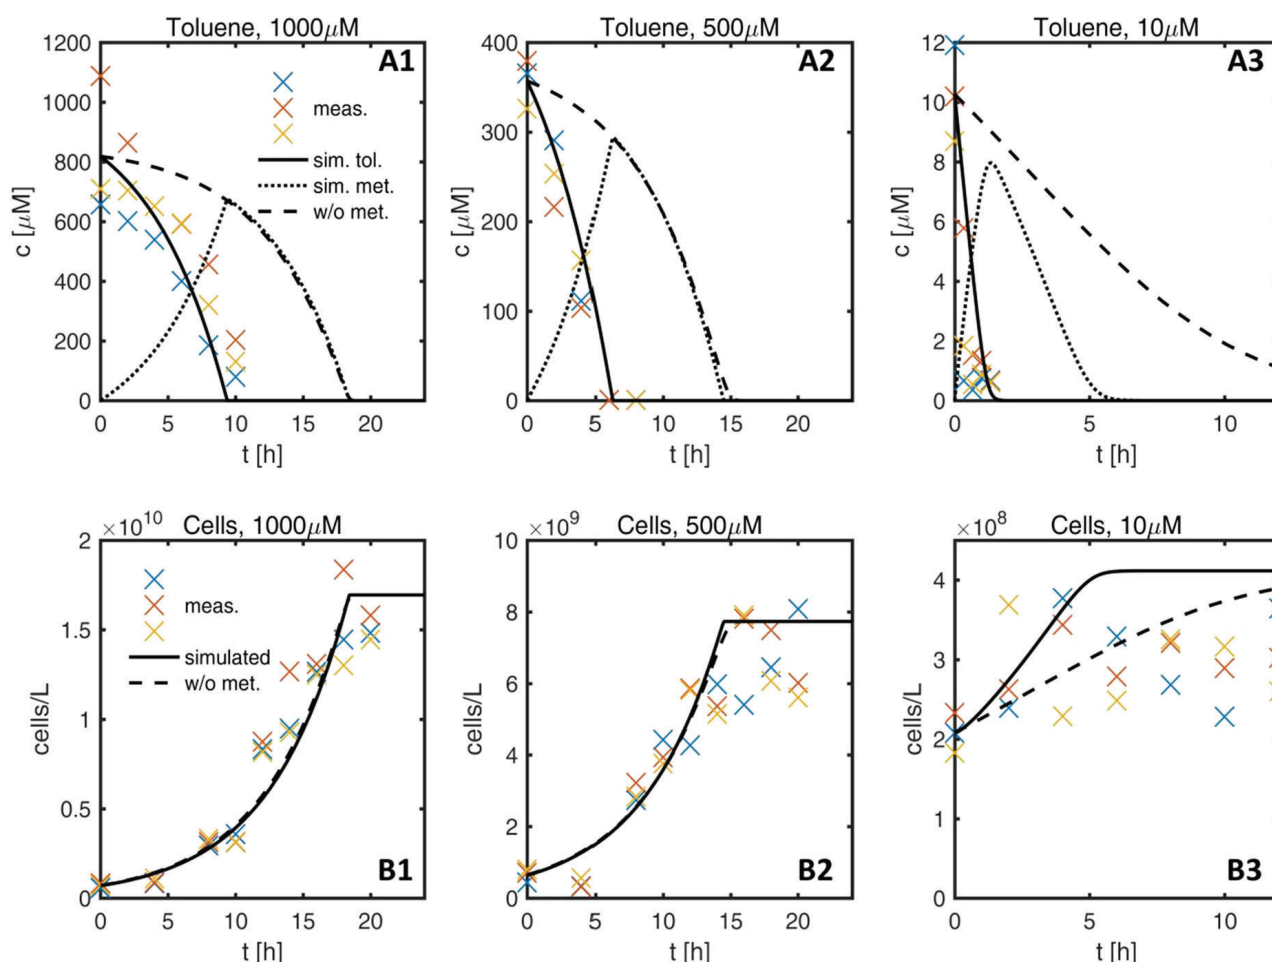 Toluene, 1000μM
1200
1000
800
600
400
200
0
c [μM]
0 5 10 15 20
t [h]
A1
meas.
sim. tol.
sim. met.
w/o met.
Toluene, 500μM
400
300
200
100
0
c [μM]
0 5 10 15 20
t [h]
A2
Toluene, 10μM
12
10
8
6
4
2
0
c [μM]
0 5 10
t [h]
A3
×10¹⁰
Cells, 1000μM
2
1.5
1
0.5
0
cells/L
0 5 10 15 20
t [h]
B1
meas.
simulated
w/o met.
×10⁹
Cells, 500μM
10
8
6
4
2
0
cells/L
0 5 10 15 20
t [h]
B2
×10⁸
Cells, 10μM
4
3
2
1
0
cells/L
0 5 10
t [h]
B3